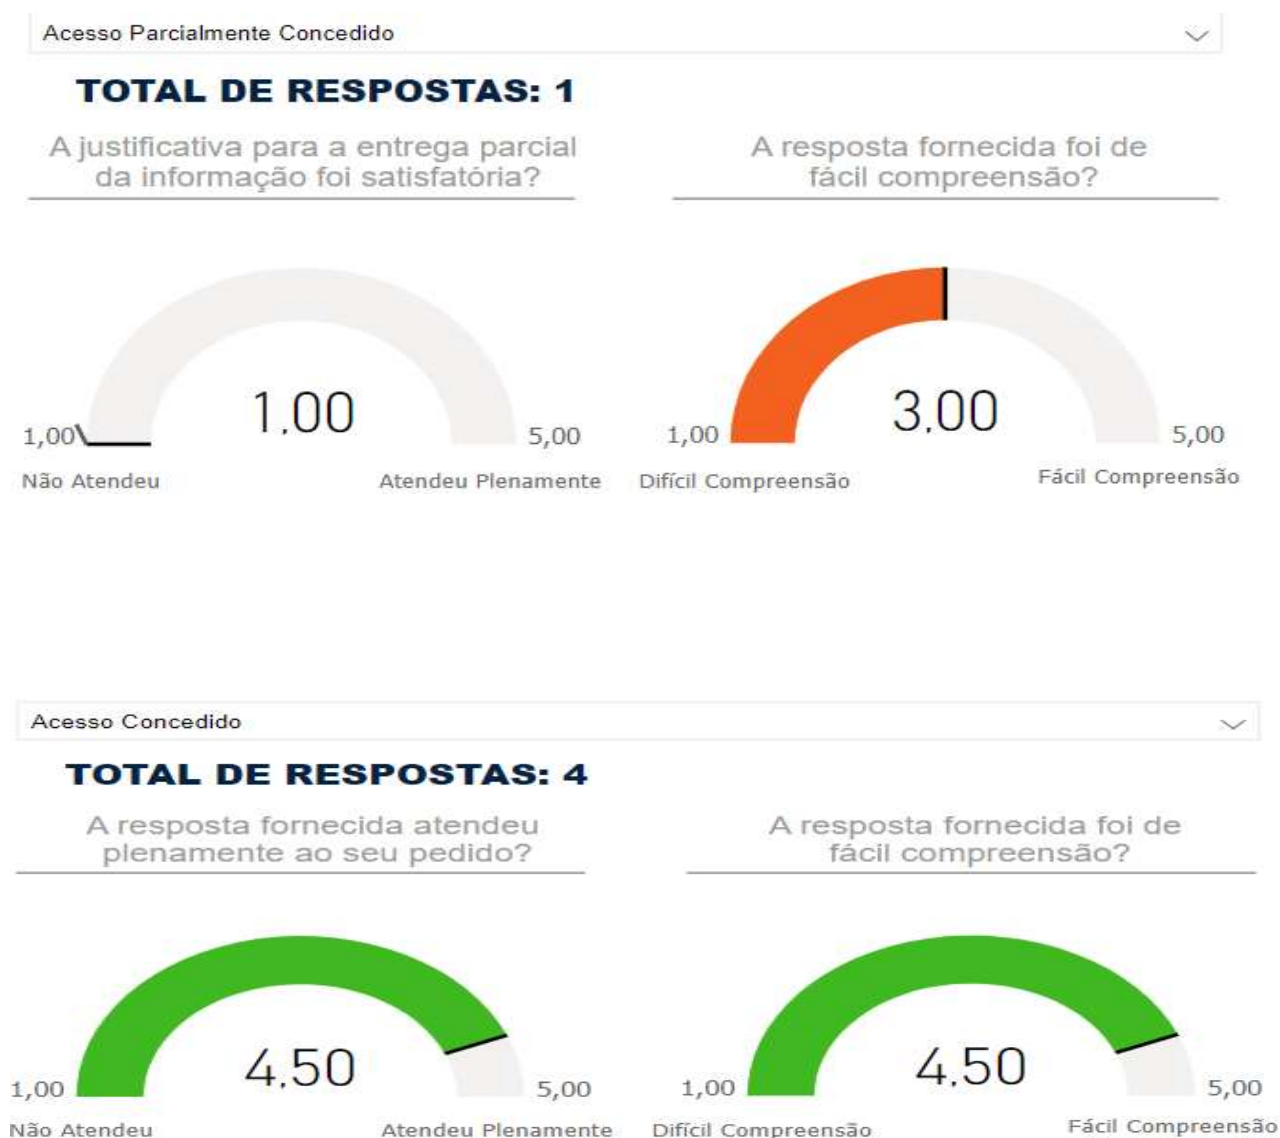 Acesso Parcialmente Concedido
TOTAL DE RESPOSTAS: 1
A justificativa para a entrega parcial
da informação foi satisfatória?
A resposta fornecida foi de
fácil compreensão?
1,00
1,00
5,00
Não Atendeu
Atendeu Plenamente
1,00
3,00
5,00
Difícil Compreensão
Fácil Compreensão
Acesso Concedido
TOTAL DE RESPOSTAS: 4
A resposta fornecida atendeu
plenamente ao seu pedido?
A resposta fornecida foi de
fácil compreensão?
1,00
4,50
5,00
Não Atendeu
Atendeu Plenamente
1,00
4,50
5,00
Difícil Compreensão
Fácil Compreensão